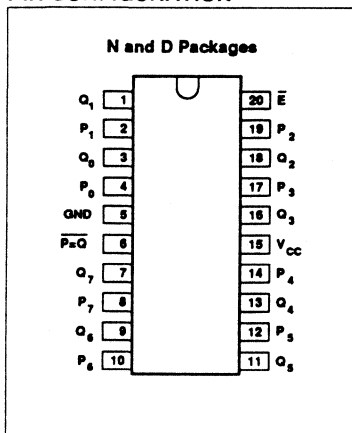 N and D Packages
Q1 1 20 E̅
P1 2 19 P2
Q0 3 18 Q2
P0 4 17 P3
GND 5 16 Q3
P̅=̅Q̅ 6 15 VCC
Q7 7 14 P4
P7 8 13 Q4
Q6 9 12 P5
P6 10 11 Q5